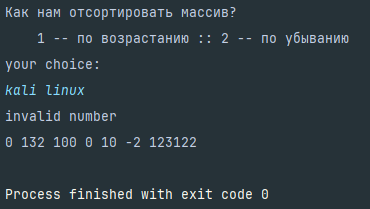 Как нам отсортировать массив?
1 -- по возрастанию :: 2 -- по убыванию
your choice:
kali linux
invalid number
0 132 100 0 10 -2 123122
Process finished with exit code 0